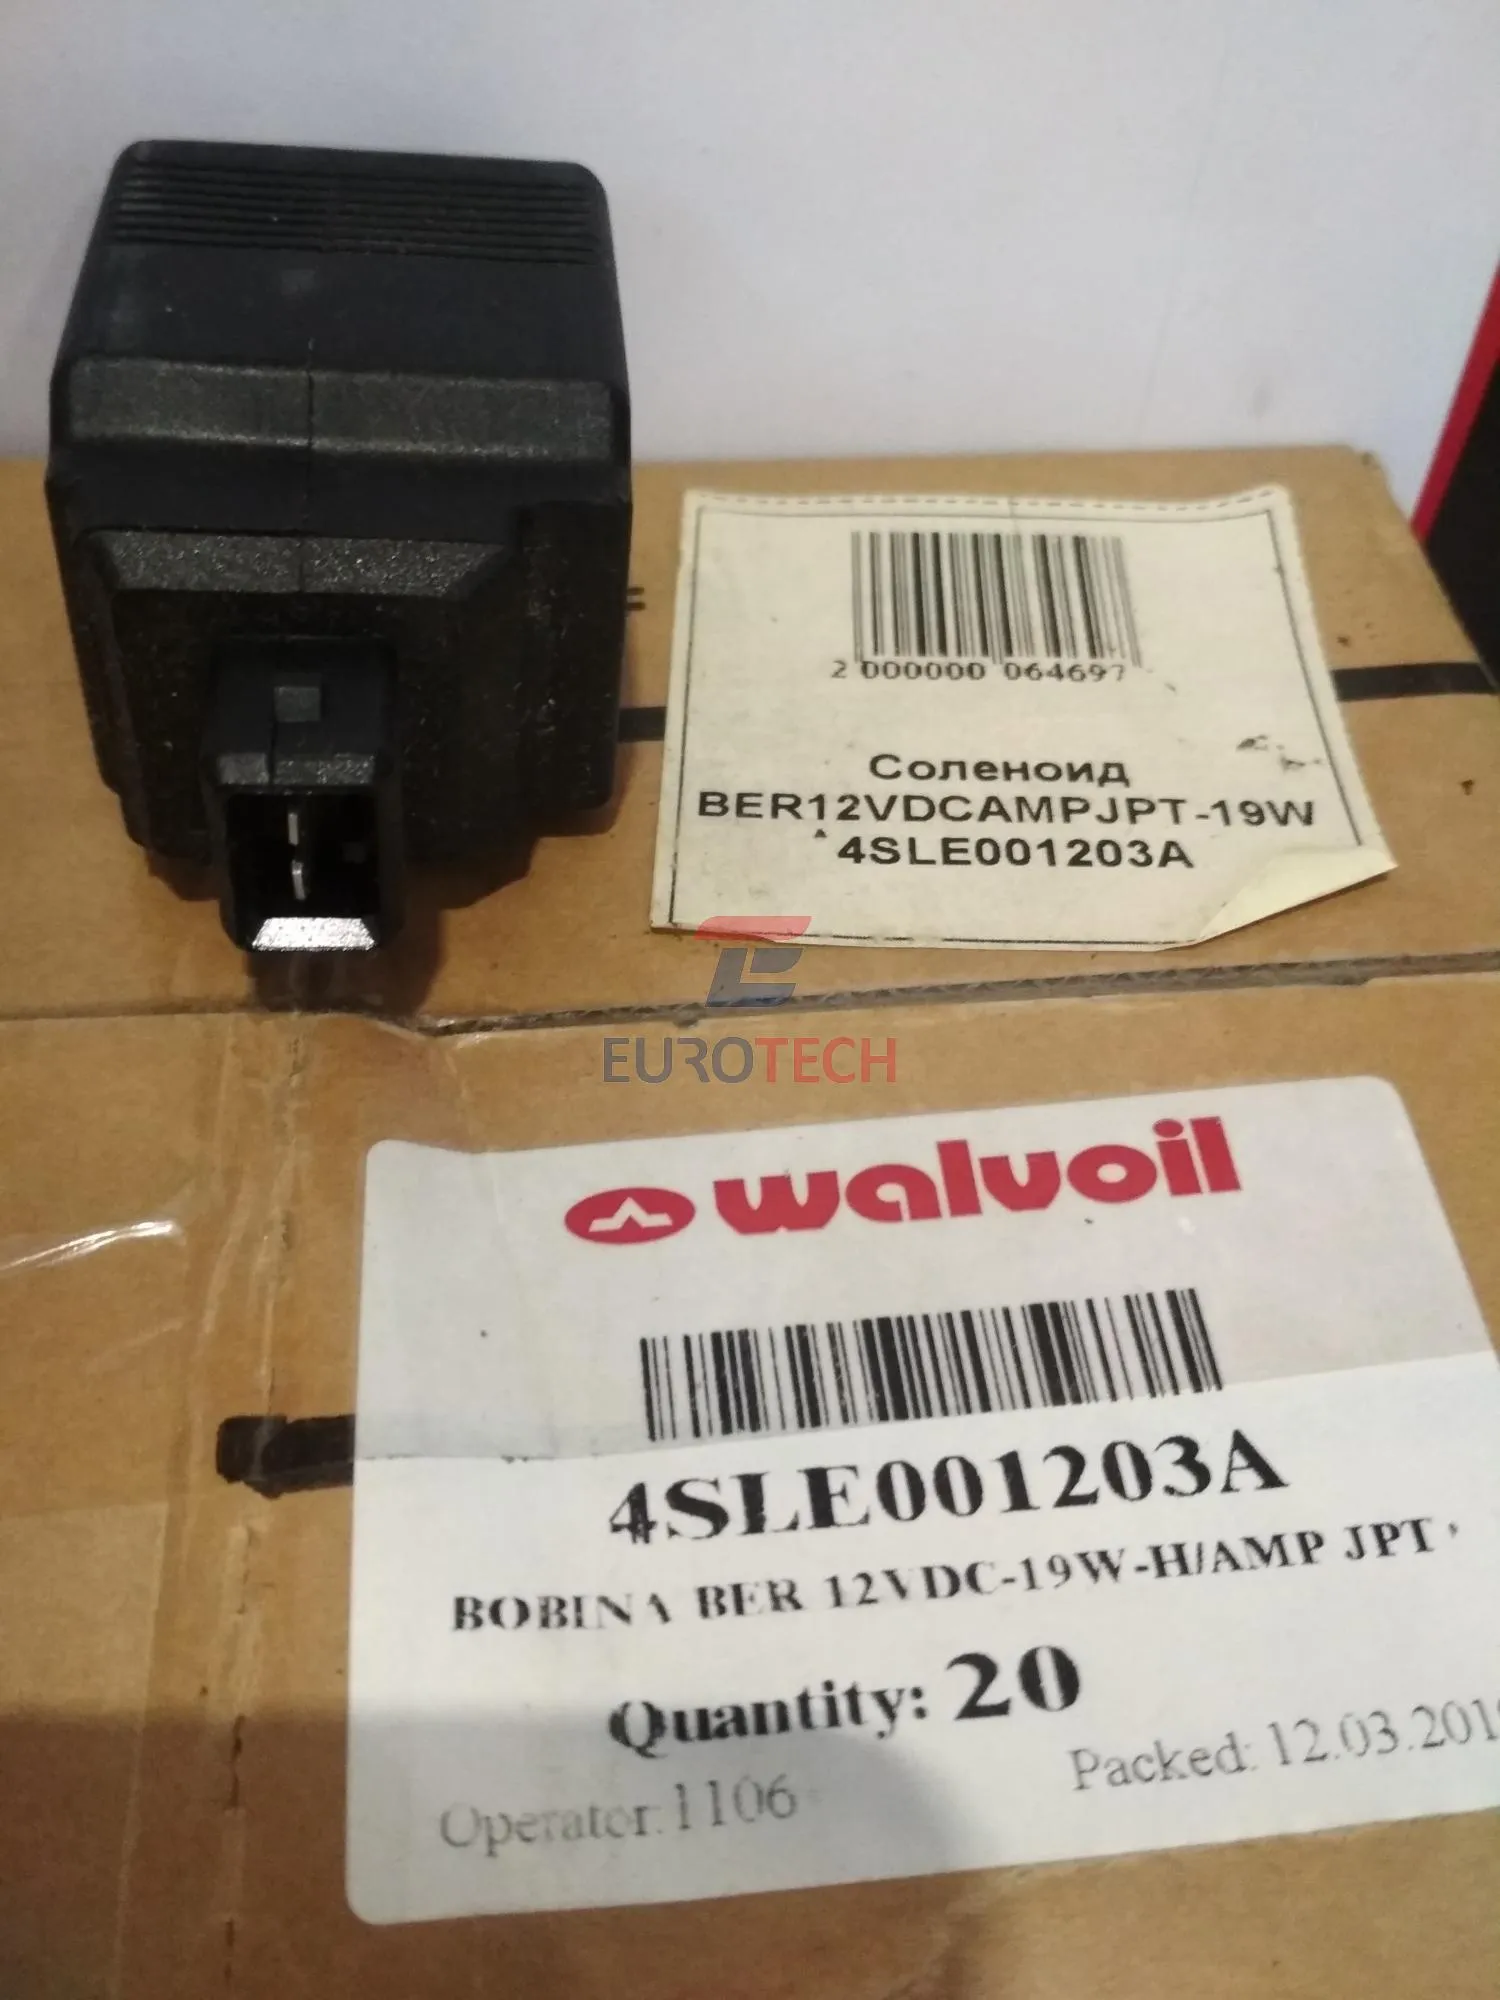 2 000000 064697
Соленоид
BER12VDCAMPJPT-19W
4SLE001203A
EUROTECH
walvoil
4SLE001203A
BOBINA BER 12VDC-19W-H/AMP JPT
Quantity: 20
Packed: 12.03.201
Operator:1106